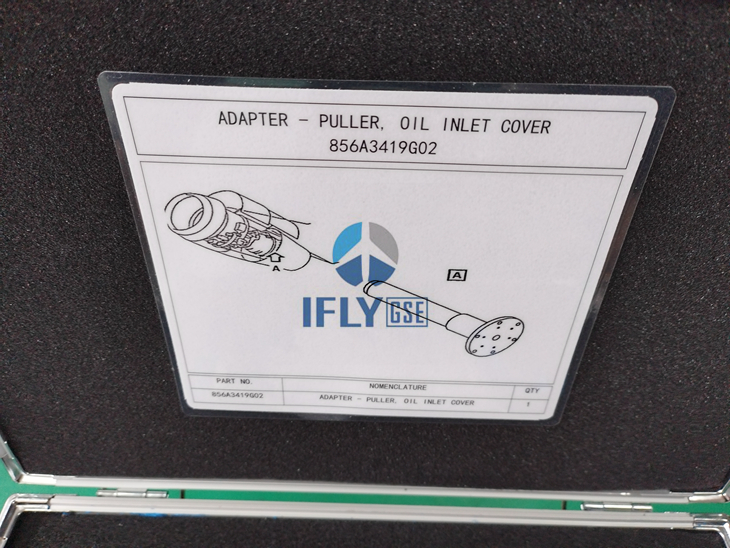 ADAPTER - PULLER, OIL INLET COVER
856A3419G02
A
A
IFLY GSE
PART NO. NOMENCLATURE QTY
856A3419G02 ADAPTER - PULLER, OIL INLET COVER 1